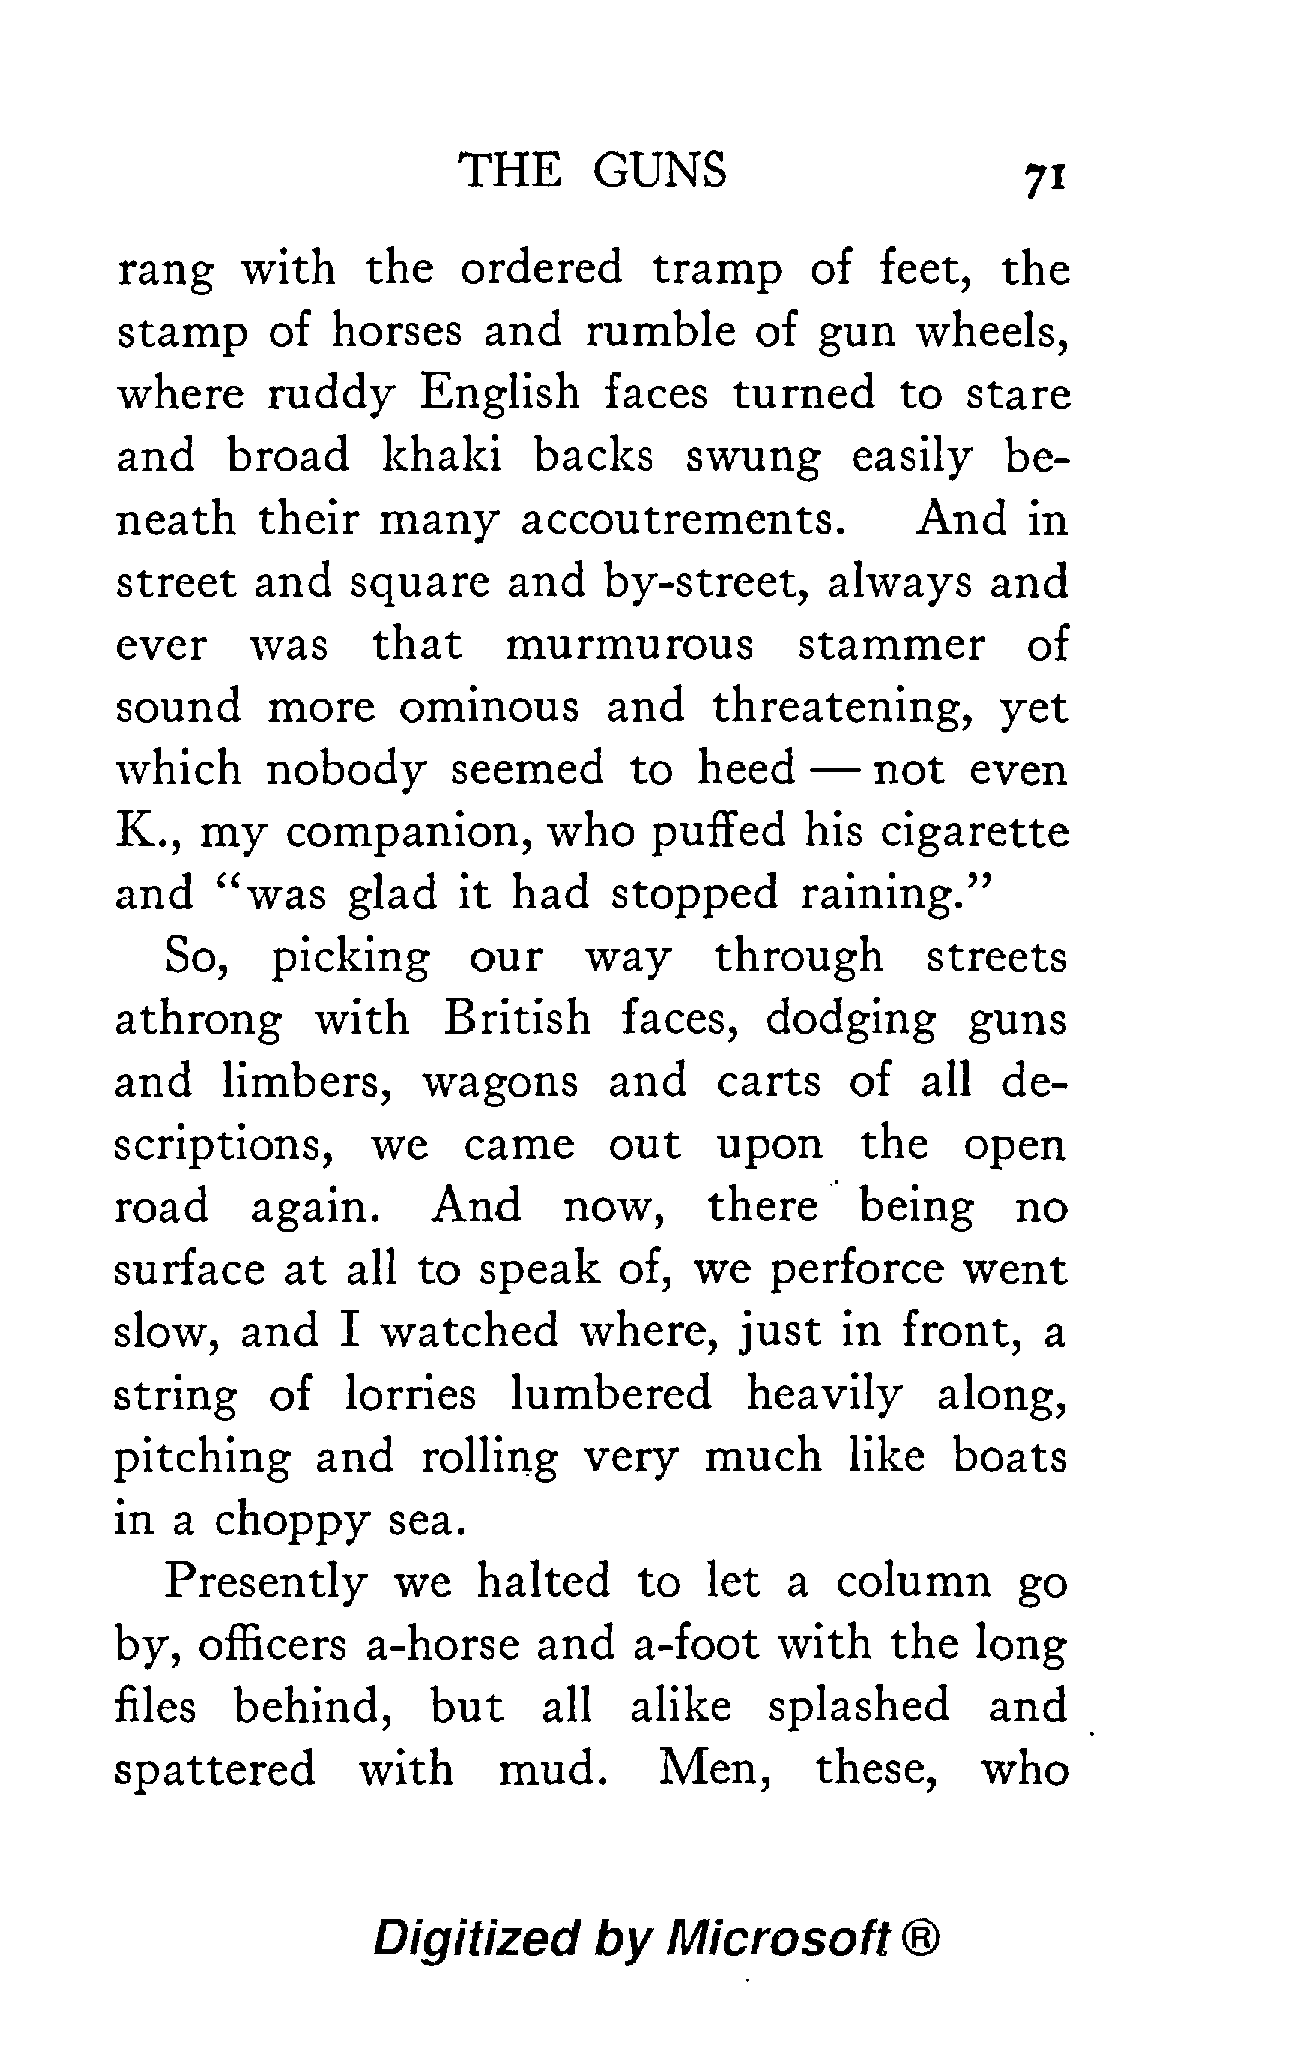 THE GUNS 71
rang with the ordered tramp of feet, the
stamp of horses and rumble of gun wheels,
where ruddy English faces turned to stare
and broad khaki backs swung easily be-
neath their many accoutrements. And in
street and square and by-street, always and
ever was that murmurous stammer of
sound more ominous and threatening, yet
which nobody seemed to heed — not even
K., my companion, who puffed his cigarette
and "was glad it had stopped raining."
So, picking our way through streets
athrong with British faces, dodging guns
and limbers, wagons and carts of all de-
scriptions, we came out upon the open
road again. And now, there being no
surface at all to speak of, we perforce went
slow, and I watched where, just in front, a
string of lorries lumbered heavily along,
pitching and rolling very much like boats
in a choppy sea.
Presently we halted to let a column go
by, officers a-horse and a-foot with the long
files behind, but all alike splashed and
spattered with mud. Men, these, who
Digitized by Microsoft ®